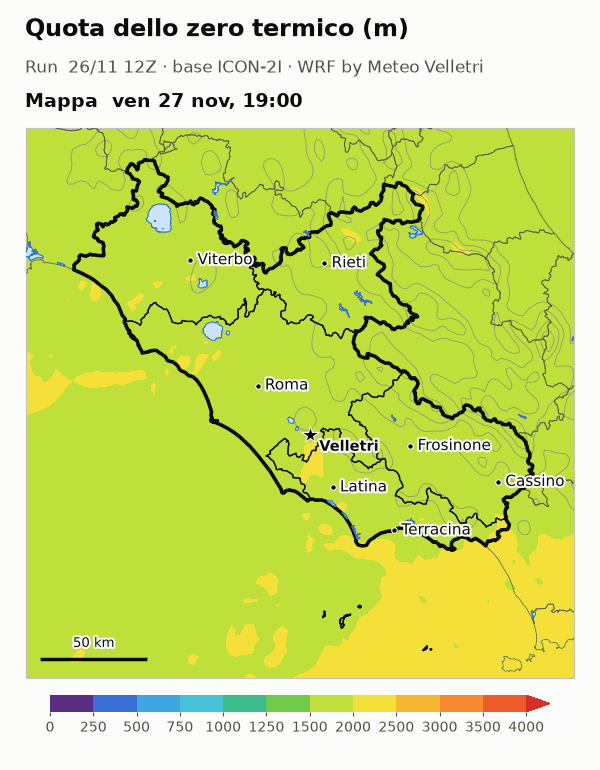 Quota dello zero termico (m)
Run  26/11 12Z · base ICON-2I · WRF by Meteo Velletri
Mappa  ven 27 nov, 19:00
Viterbo
Rieti
Roma
Velletri
Frosinone
Cassino
Latina
Terracina
50 km
0 250 500 750 1000 1250 1500 2000 2500 3000 3500 4000